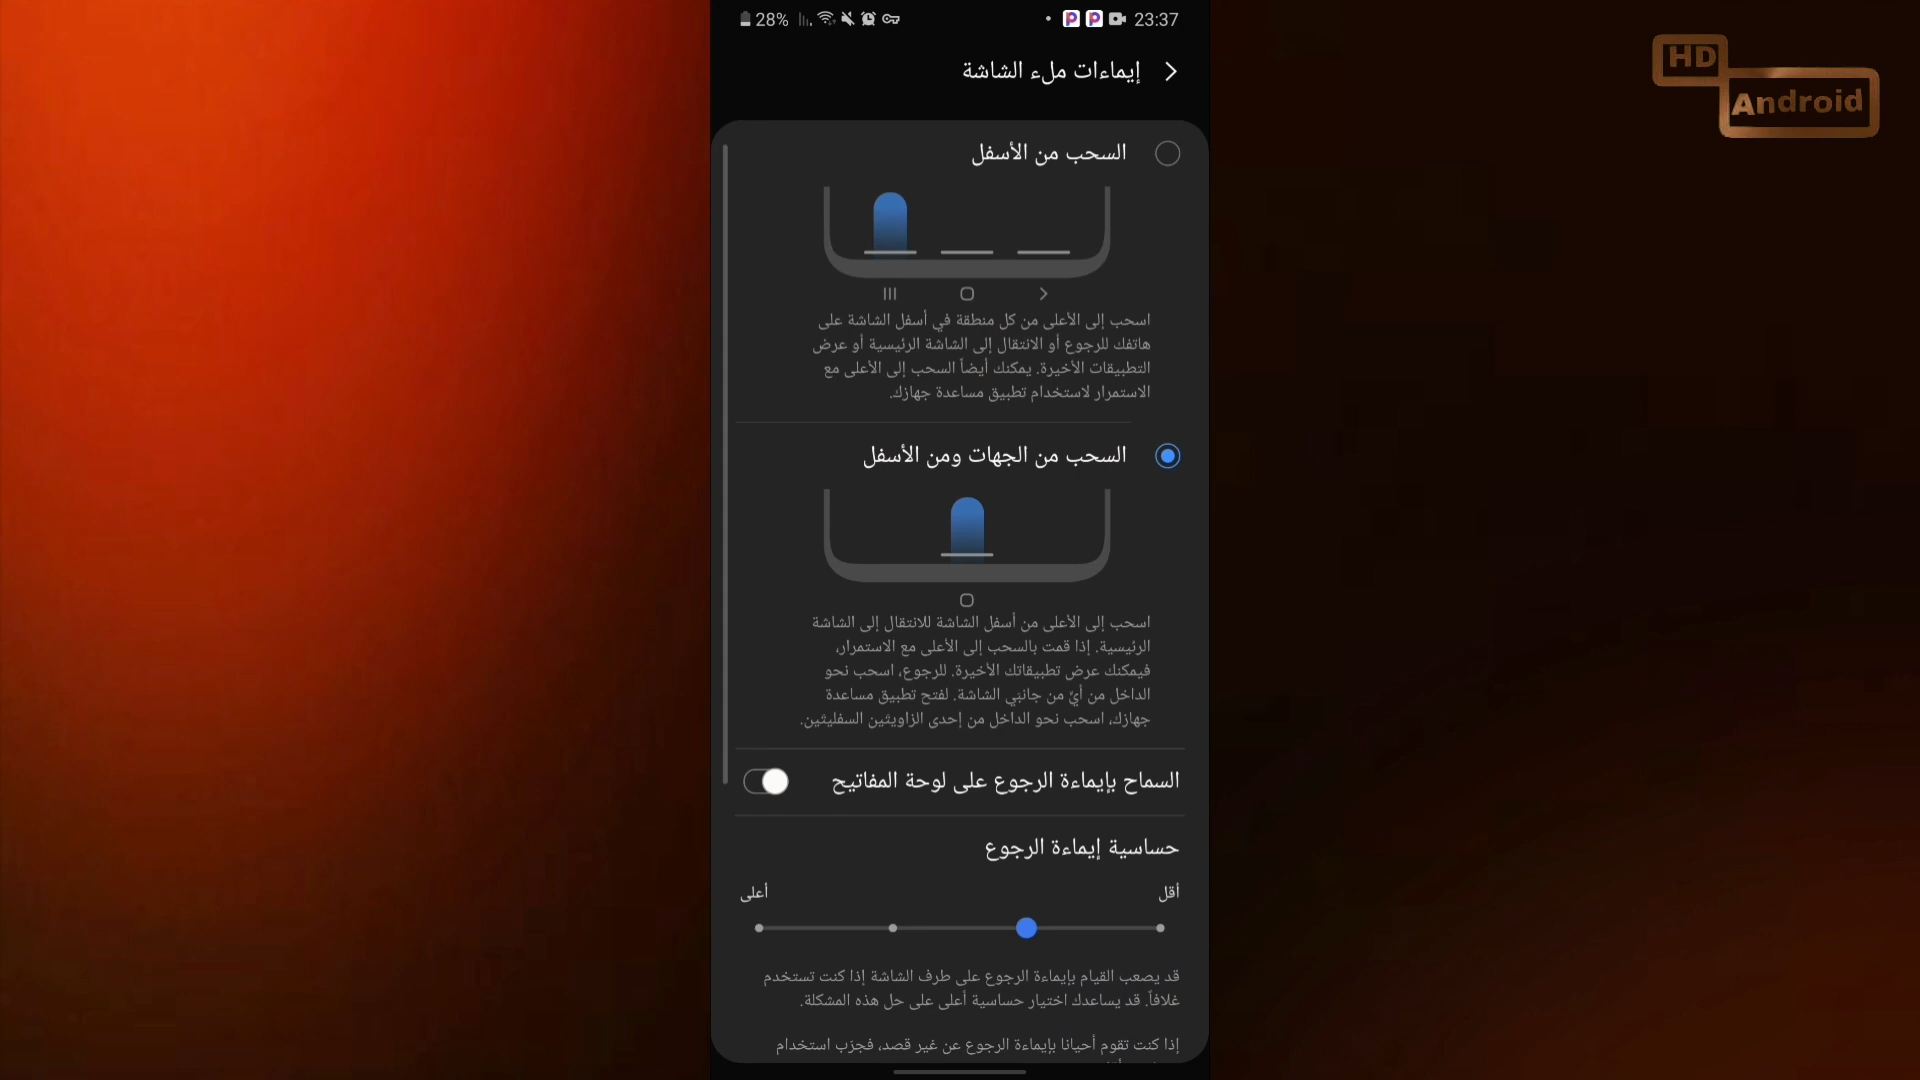 28%
23:37
HD
Android
إيماءات ملء الشاشة
السحب من الأسفل
اسحب إلى الأعلى من كل منطقة في أسفل الشاشة على
هاتفك للرجوع أو الانتقال إلى الشاشة الرئيسية أو عرض
التطبيقات الأخيرة. يمكنك أيضاً السحب إلى الأعلى مع
الاستمرار لاستخدام تطبيق مساعدة جهازك.
السحب من الجهات ومن الأسفل
اسحب إلى الأعلى من أسفل الشاشة للانتقال إلى الشاشة
الرئيسية. إذا قمت بالسحب إلى الأعلى مع الاستمرار،
فيمكنك عرض تطبيقاتك الأخيرة. للرجوع، اسحب نحو
الداخل من أيٍّ من جانبَي الشاشة. لفتح تطبيق مساعدة
جهازك، اسحب نحو الداخل من إحدى الزاويتَين السفليتَين.
السماح بإيماءة الرجوع على لوحة المفاتيح
حساسية إيماءة الرجوع
أقل
أعلى
قد يصعب القيام بإيماءة الرجوع على طرف الشاشة إذا كنت تستخدم
غلافاً. قد يساعدك اختيار حساسية أعلى على حل هذه المشكلة.
إذا كنت تقوم أحيانا بإيماءة الرجوع عن غير قصد، فجرّب استخدام